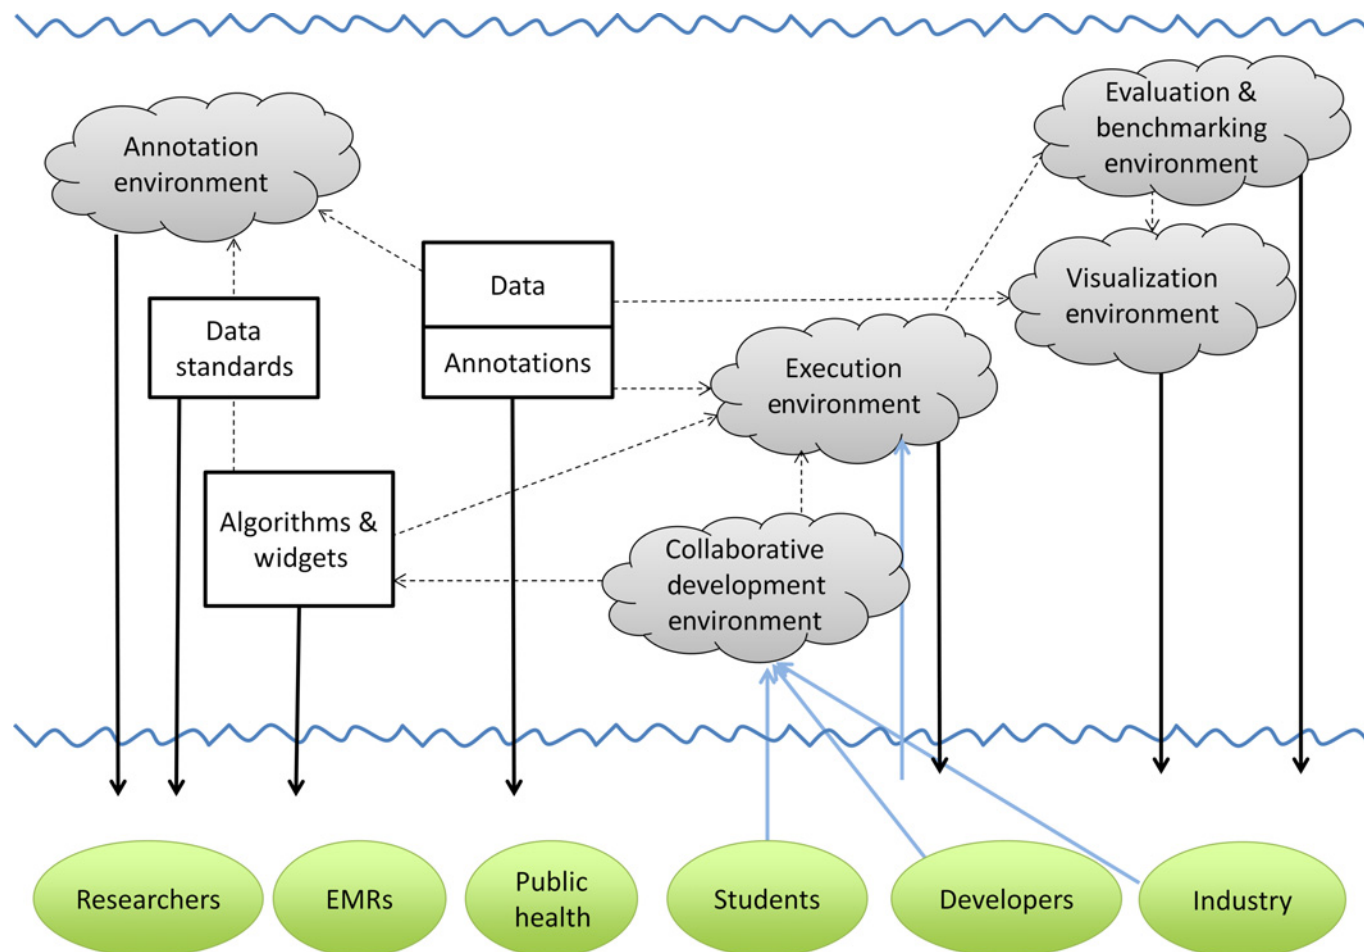 Annotation
environment
Evaluation &
benchmarking
environment
Data
Annotations
Visualization
environment
Data
standards
Execution
environment
Algorithms &
widgets
Collaborative
development
environment
Researchers
EMRs
Public
health
Students
Developers
Industry